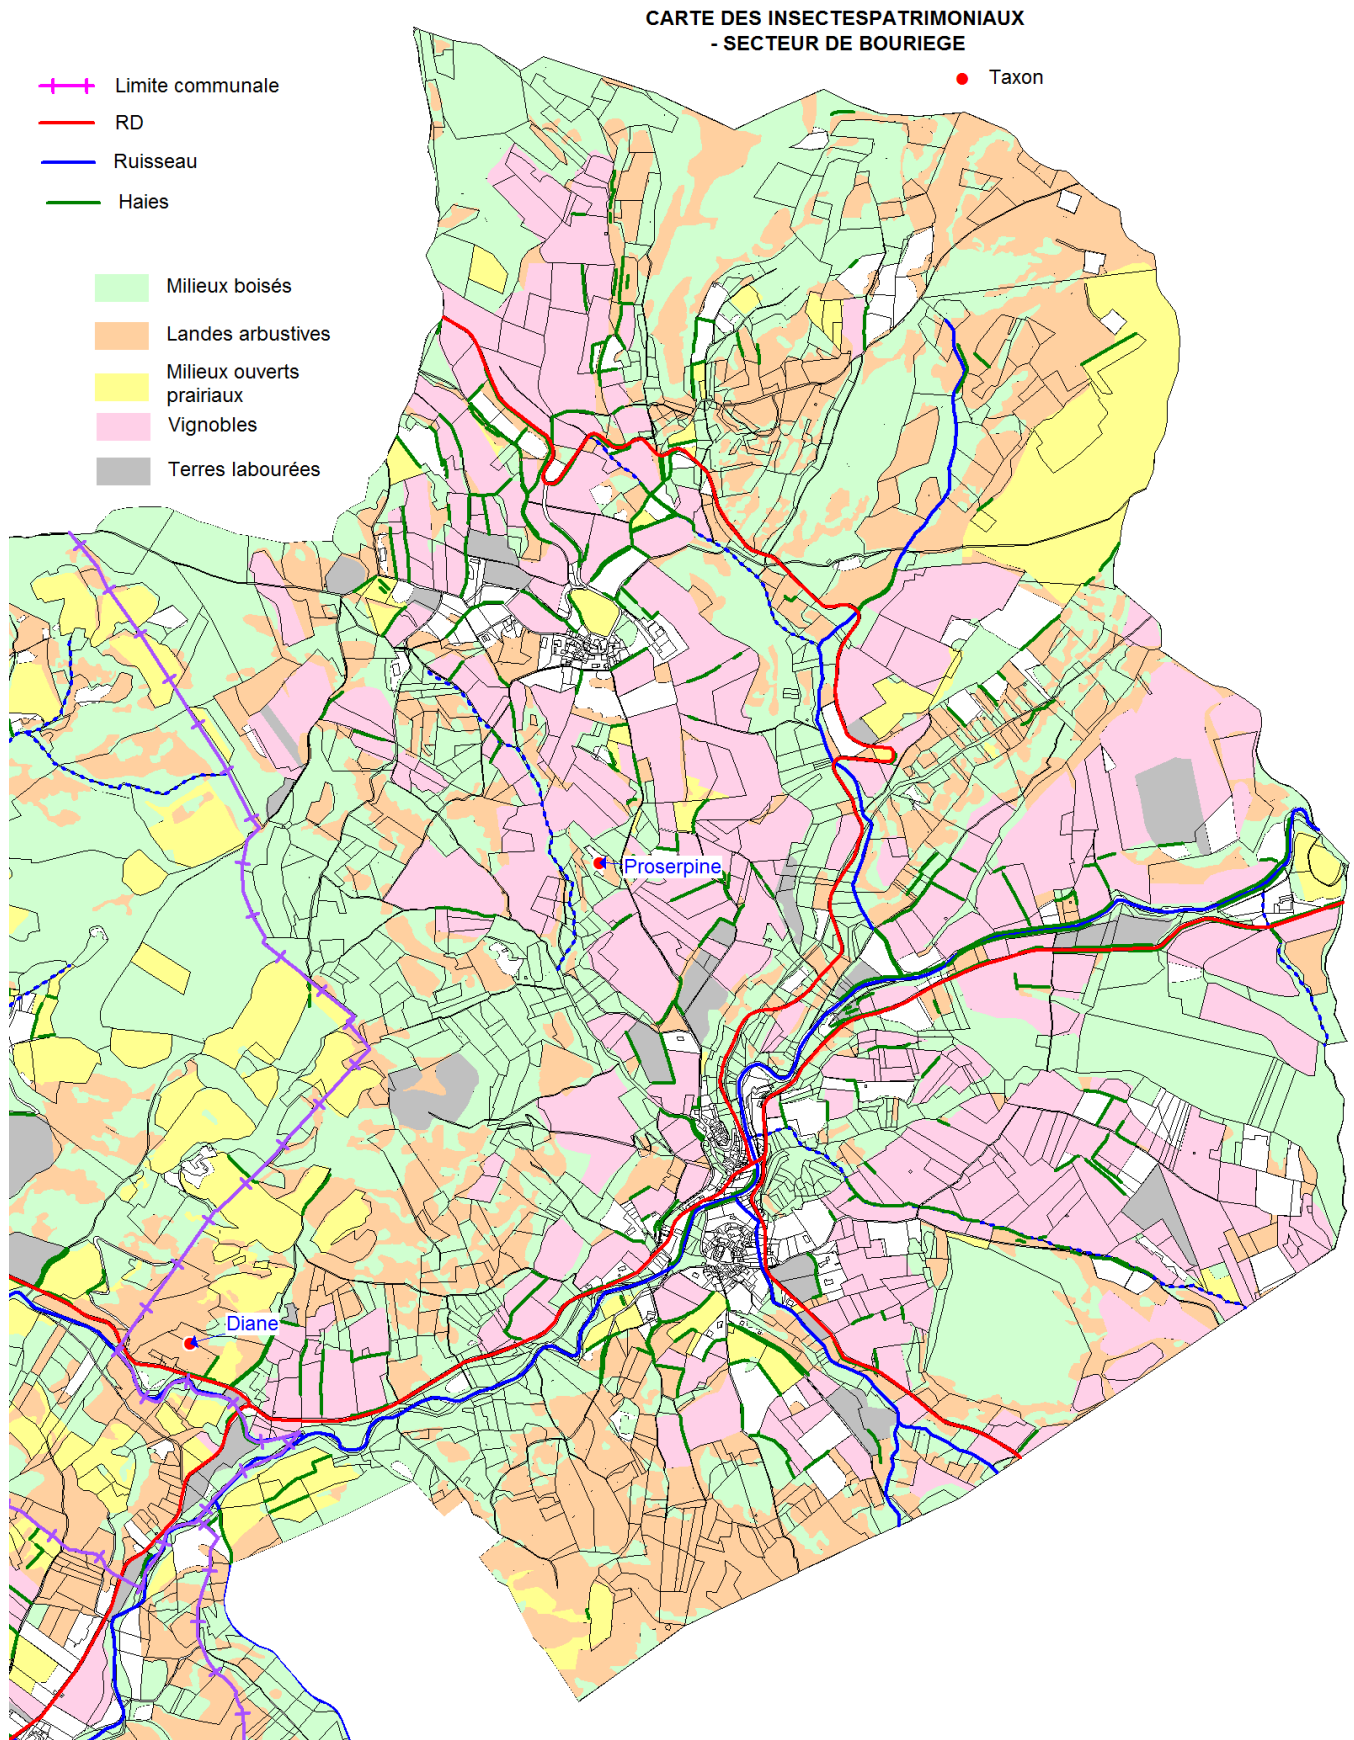 CARTE DES INSECTESPATRIMONIAUX
- SECTEUR DE BOURIEGE
Taxon
Limite communale
RD
Ruisseau
Haies
Milieux boisés
Landes arbustives
Milieux ouverts
prairiaux
Vignobles
Terres labourées
Proserpine
Diane